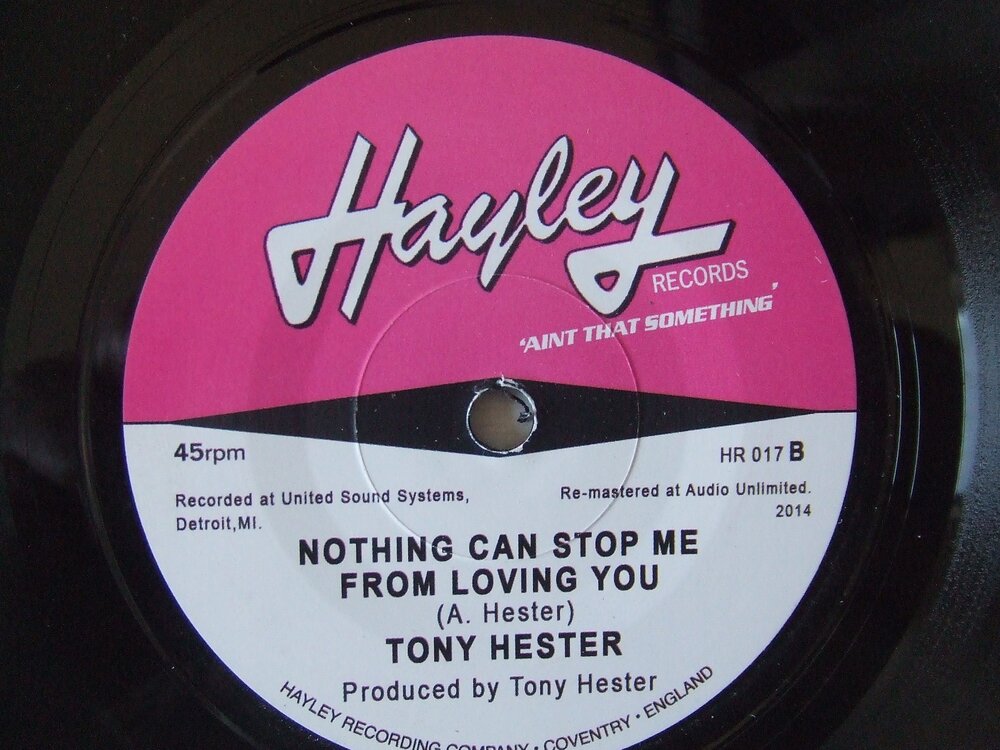 Hayley
RECORDS
'AINT THAT SOMETHING'
45rpm
HR 017 B
Recorded at United Sound Systems,
Detroit,MI.
Re-mastered at Audio Unlimited.
2014
NOTHING CAN STOP ME
FROM LOVING YOU
(A. Hester)
TONY HESTER
Produced by Tony Hester
HAYLEY RECORDING COMPANY · COVENTRY · ENGLAND